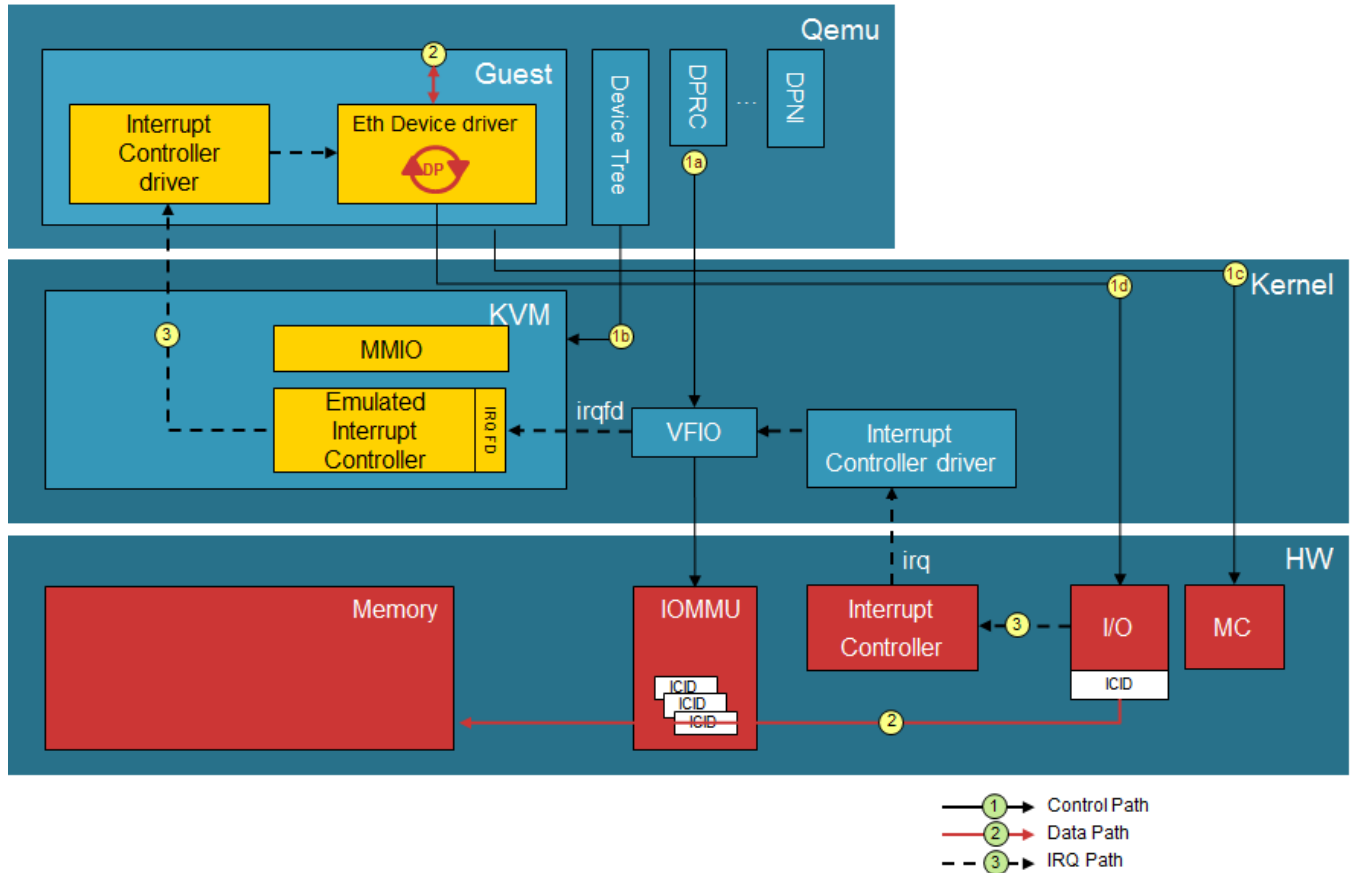 Qemu
Guest
2
Interrupt
Controller
driver
Eth Device driver
DP
Device Tree
DPRC
...
DPNI
1a
Kernel
1c
1d
KVM
1b
3
MMIO
Emulated
Interrupt
Controller
IRQ FD
irqfd
VFIO
Interrupt
Controller driver
HW
irq
Memory
IOMMU
ICID
ICID
ICID
Interrupt
Controller
3
I/O
ICID
MC
2
1 Control Path
2 Data Path
3 IRQ Path